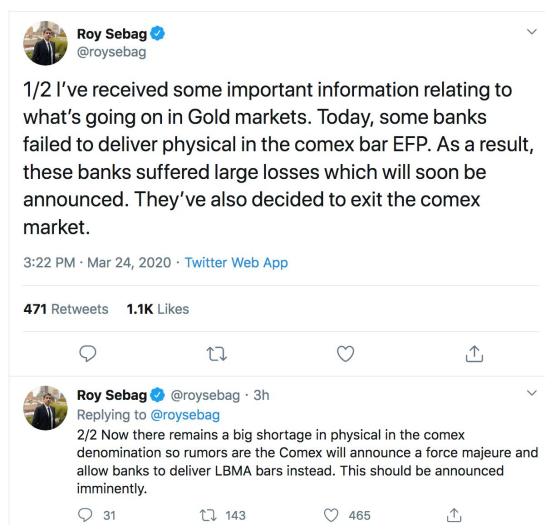 Roy Sebag
@roysebag
1/2 I've received some important information relating to
what's going on in Gold markets. Today, some banks
failed to deliver physical in the comex bar EFP. As a result,
these banks suffered large losses which will soon be
announced. They've also decided to exit the comex
market.
3:22 PM · Mar 24, 2020 · Twitter Web App
471 Retweets 1.1K Likes
Roy Sebag @roysebag · 3h
Replying to @roysebag
2/2 Now there remains a big shortage in physical in the comex
denomination so rumors are the Comex will announce a force majeure and
allow banks to deliver LBMA bars instead. This should be announced
imminently.
31 143 465